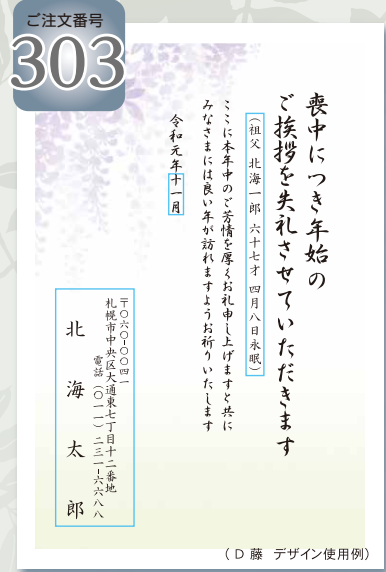 ご注文番号
303
喪中につき年始の
ご挨拶を失礼させていただきます
(祖父 北海一郎 六十七才 四月八日永眠)
ここに本年中のご芳情を厚くお礼申し上げますと共に
みなさまには良い年が訪れますようお祈りいたします
令和元年十一月
〒〇六〇-〇〇四一
札幌市中央区大通東七丁目十二番地
電話(〇一一)二三一-六六八八
北海太郎
(D 藤 デザイン使用例)